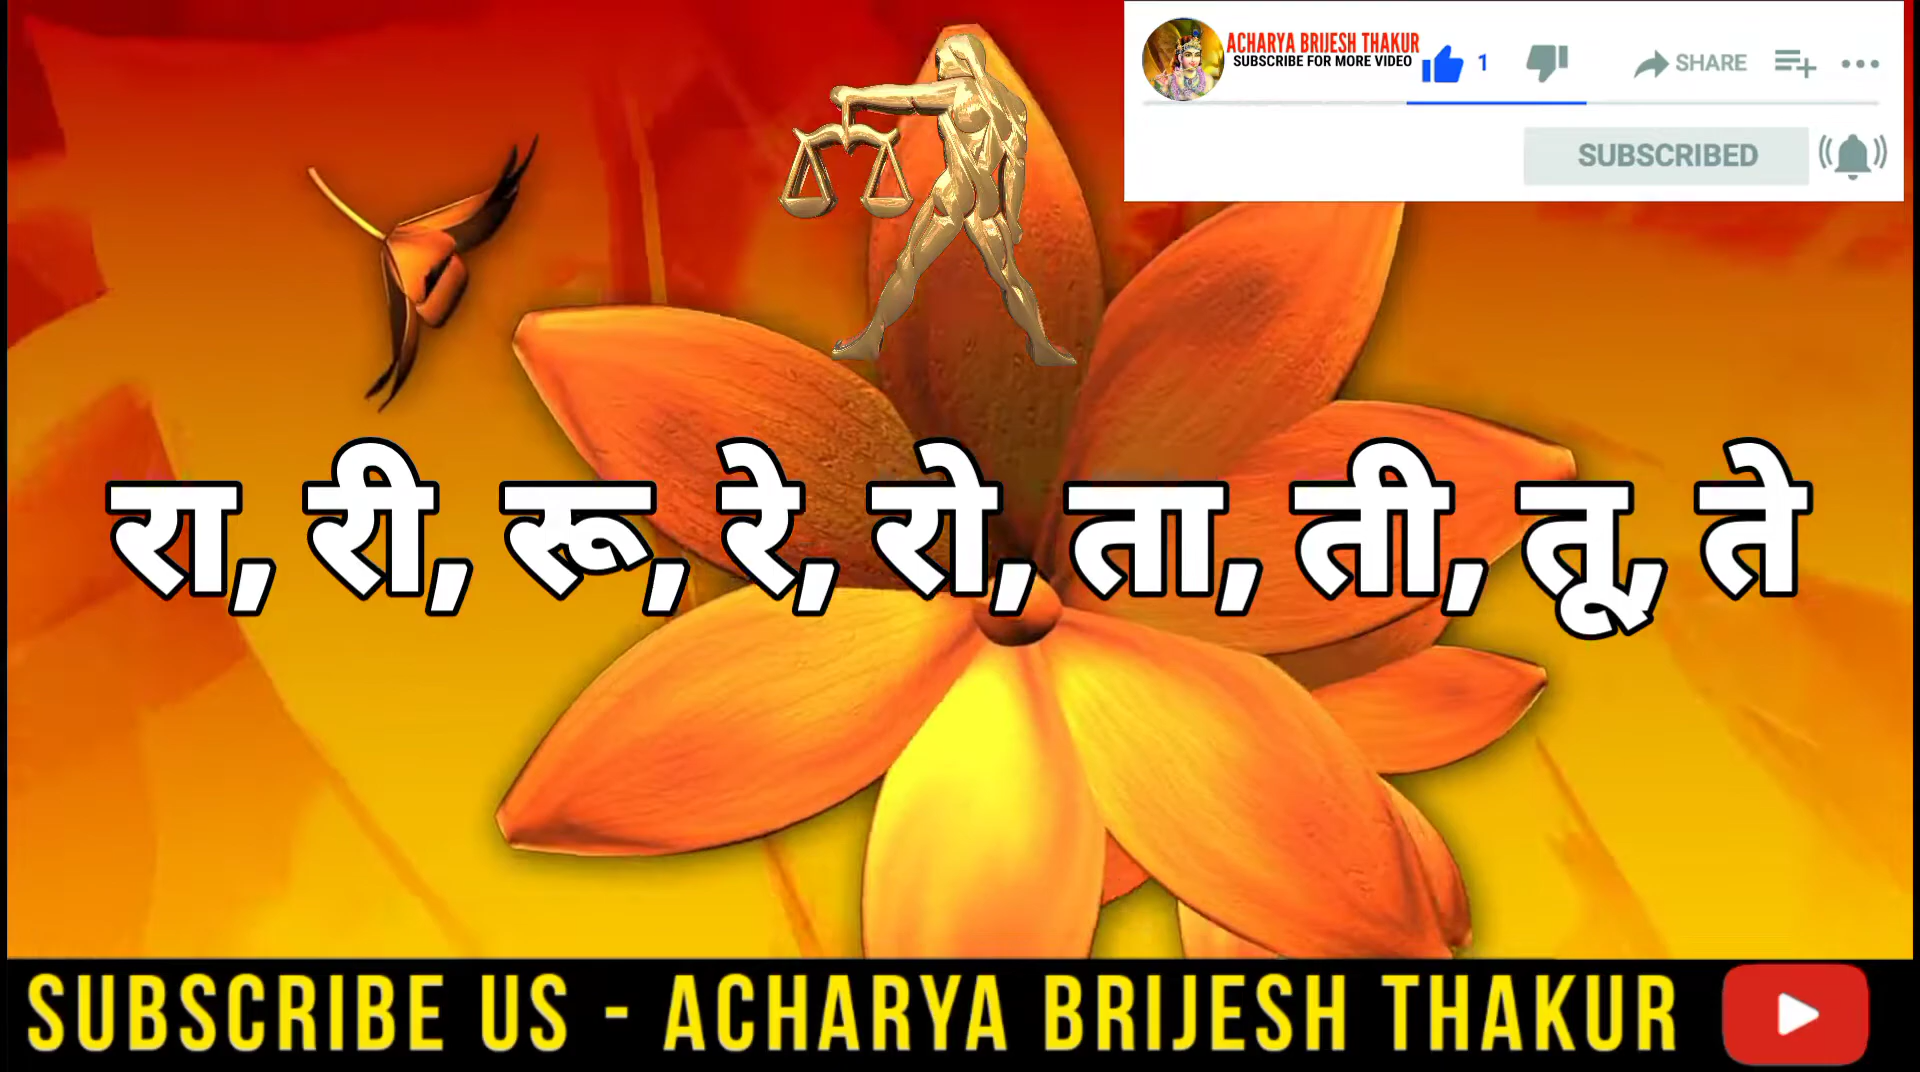 ACHARYA BRIJESH THAKUR
SUBSCRIBE FOR MORE VIDEO
1
SHARE
SUBSCRIBED
रा, री, रू, रे, रो, ता, ती, तू, ते
SUBSCRIBE US - ACHARYA BRIJESH THAKUR